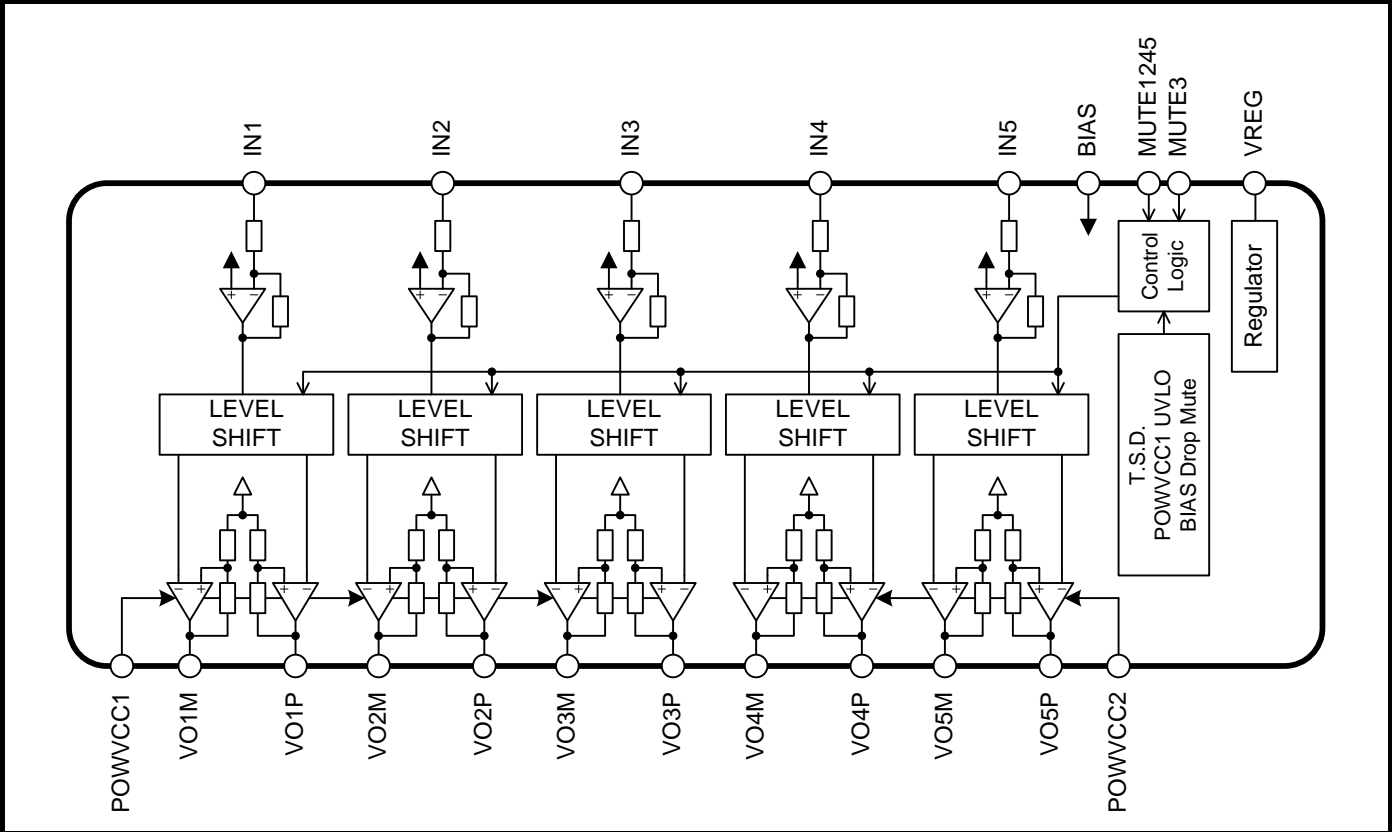 IN1
IN2
IN3
IN4
IN5
BIAS
MUTE1245
MUTE3
VREG
+ −
+ −
+ −
+ −
+ −
Control
Logic
Regulator
LEVEL
SHIFT
LEVEL
SHIFT
LEVEL
SHIFT
LEVEL
SHIFT
LEVEL
SHIFT
T.S.D.
POWVCC1 UVLO
BIAS Drop Mute
− +
+ −
− +
+ −
− +
+ −
− +
+ −
− +
+ −
POWVCC1
VO1M
VO1P
VO2M
VO2P
VO3M
VO3P
VO4M
VO4P
VO5M
VO5P
POWVCC2